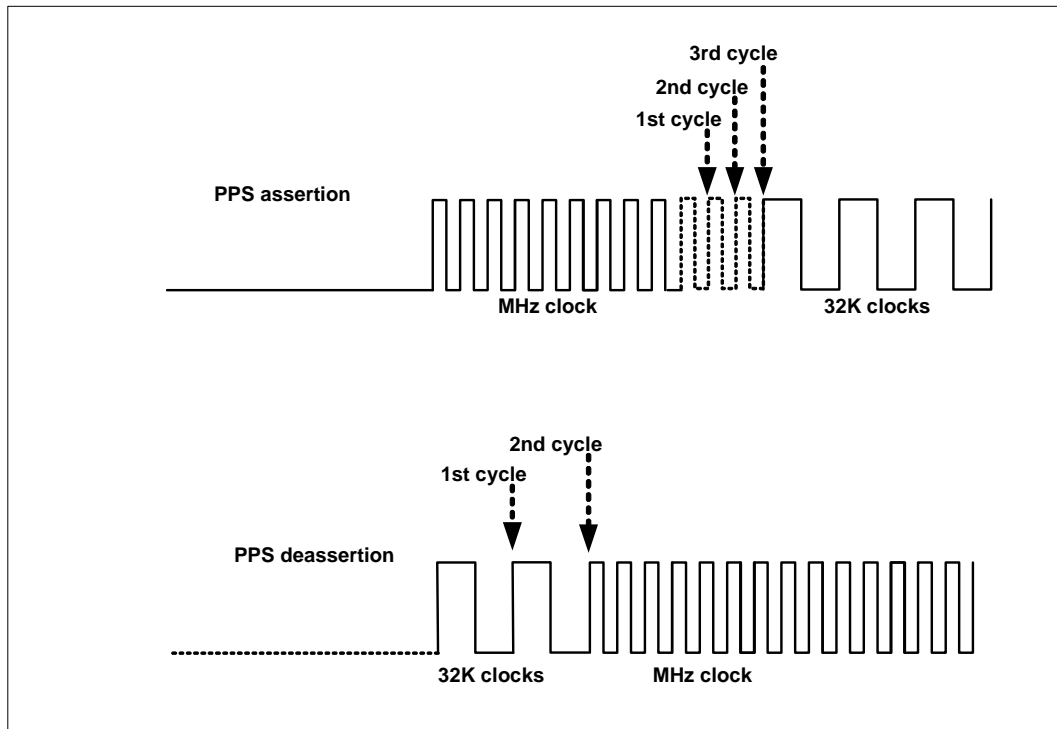 3rd cycle
2nd cycle
1st cycle
PPS assertion
MHz clock
32K clocks
2nd cycle
1st cycle
PPS deassertion
32K clocks
MHz clock